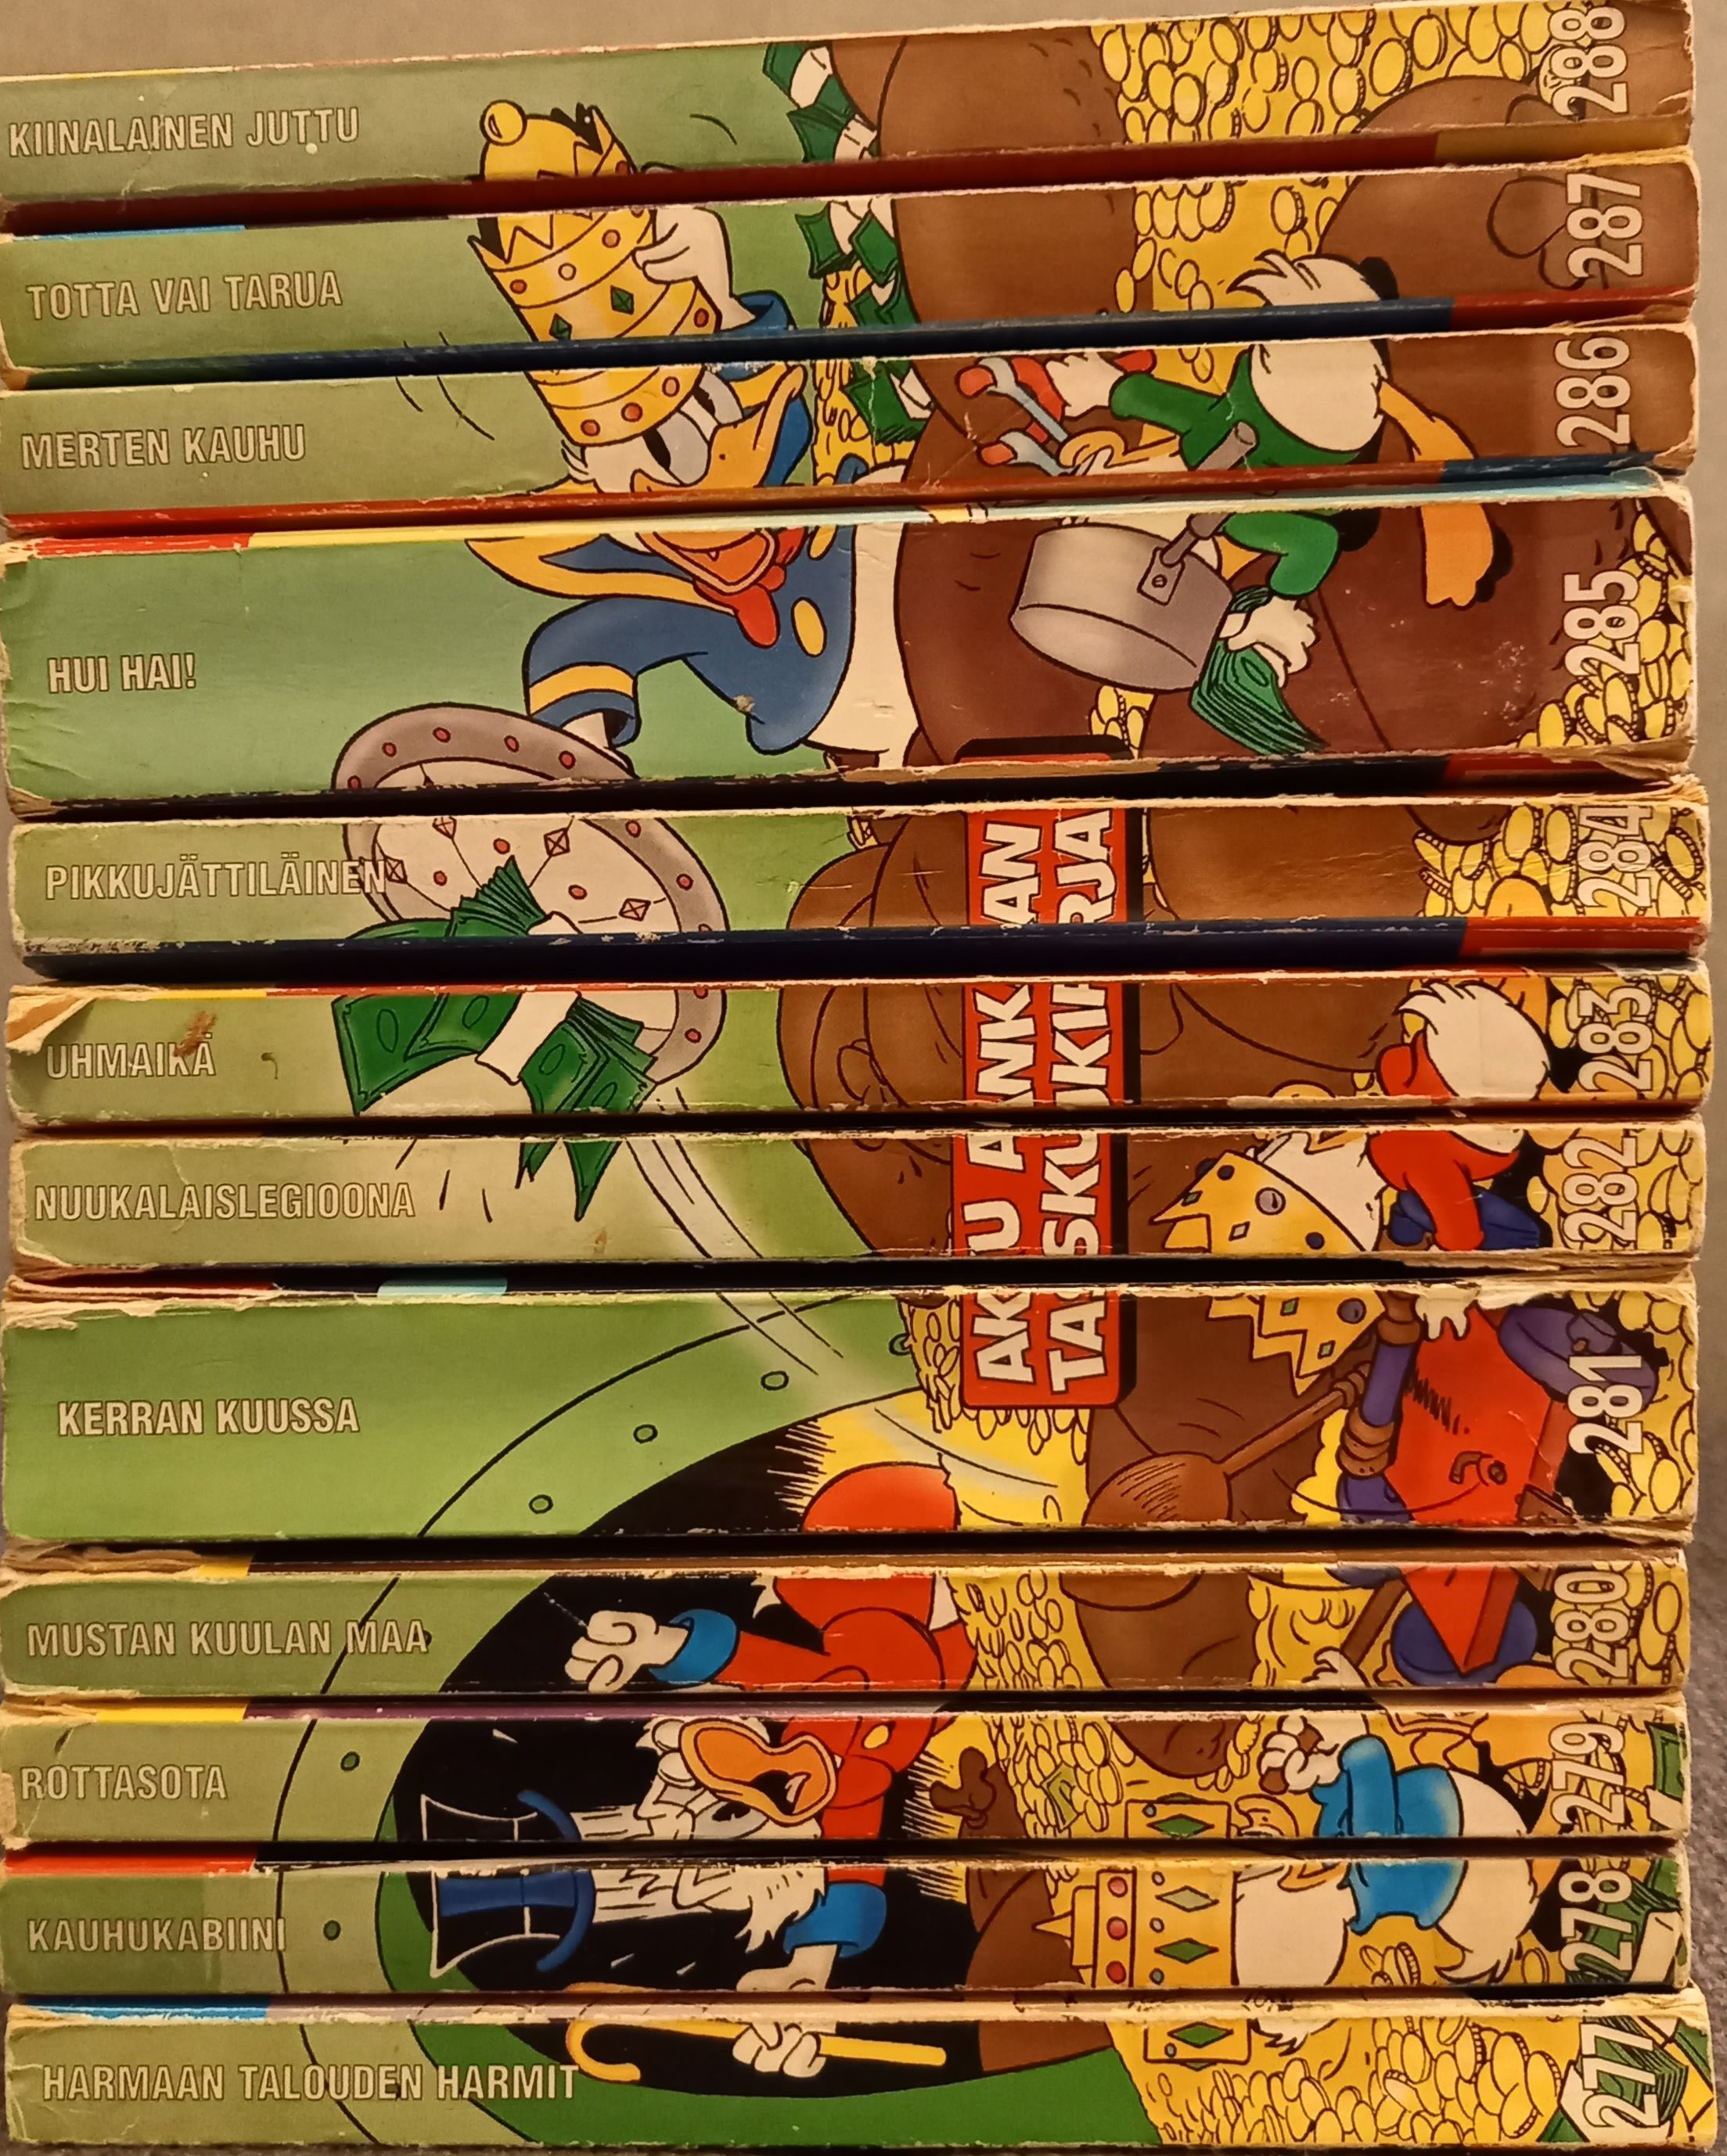 HARMAAN TALOUDEN HARMIT
277
KAUHUKABIINI
278
ROTTASOTA
279
MUSTAN KUULAN MAA
280
KERRAN KUUSSA
281
NUUKALAISLEGIOONA
282
UHMAIKÄ
283
PIKKUJÄTTILÄINEN
284
HUI HAI!
285
MERTEN KAUHU
286
TOTTA VAI TARUA
287
KIINALAINEN JUTTU
288
AKU ANKAN
TASKUKIRJA